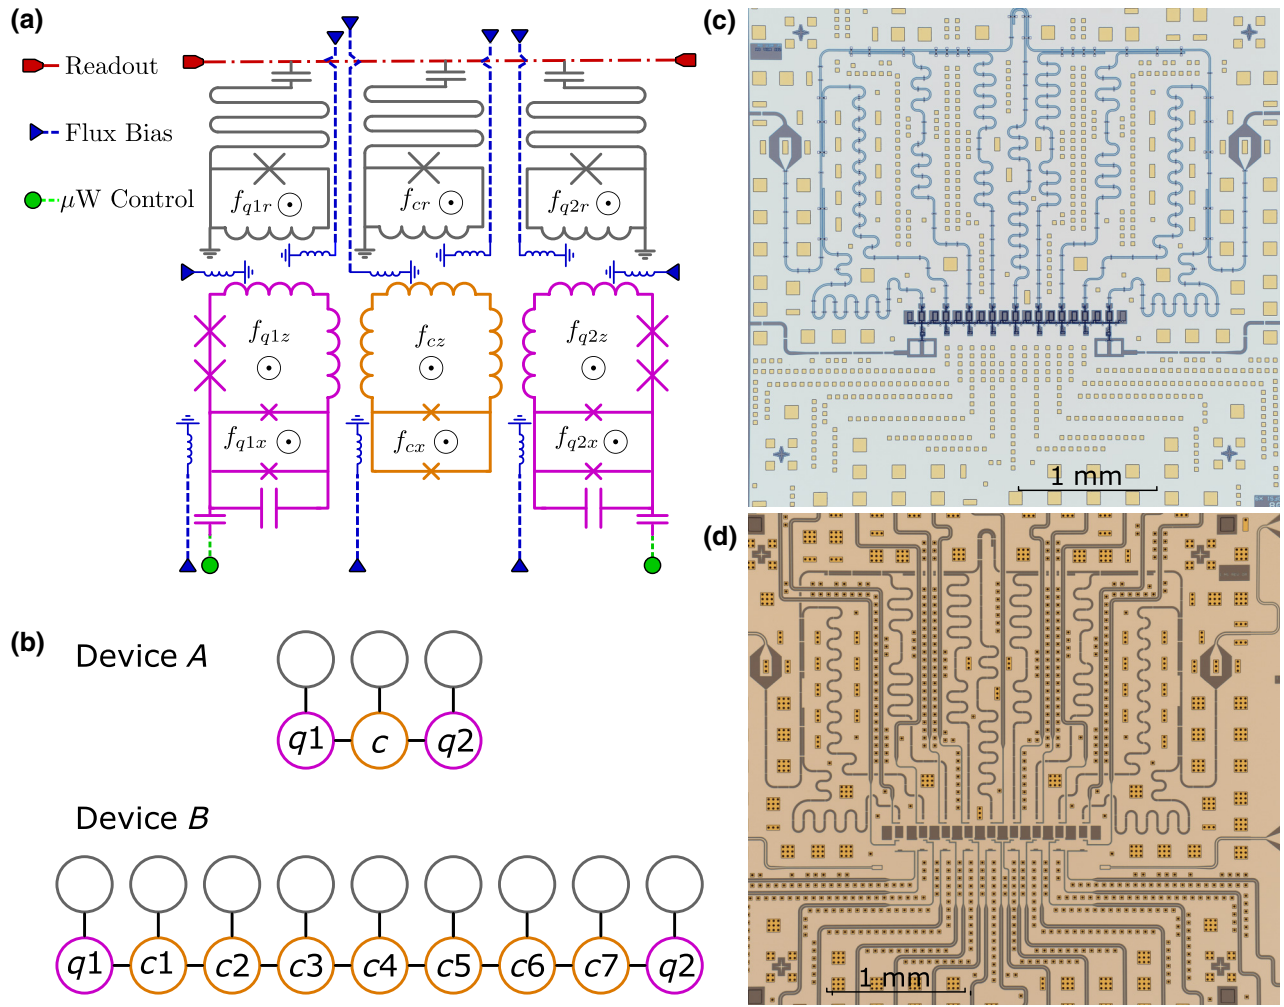 (a)
Readout
Flux Bias
μW Control
f_{q1r}
f_{cr}
f_{q2r}
f_{q1z}
f_{cz}
f_{q2z}
f_{q1x}
f_{cx}
f_{q2x}
(b)
Device A
q1 c q2
Device B
q1 c1 c2 c3 c4 c5 c6 c7 q2
(c)
1 mm
(d)
1 mm